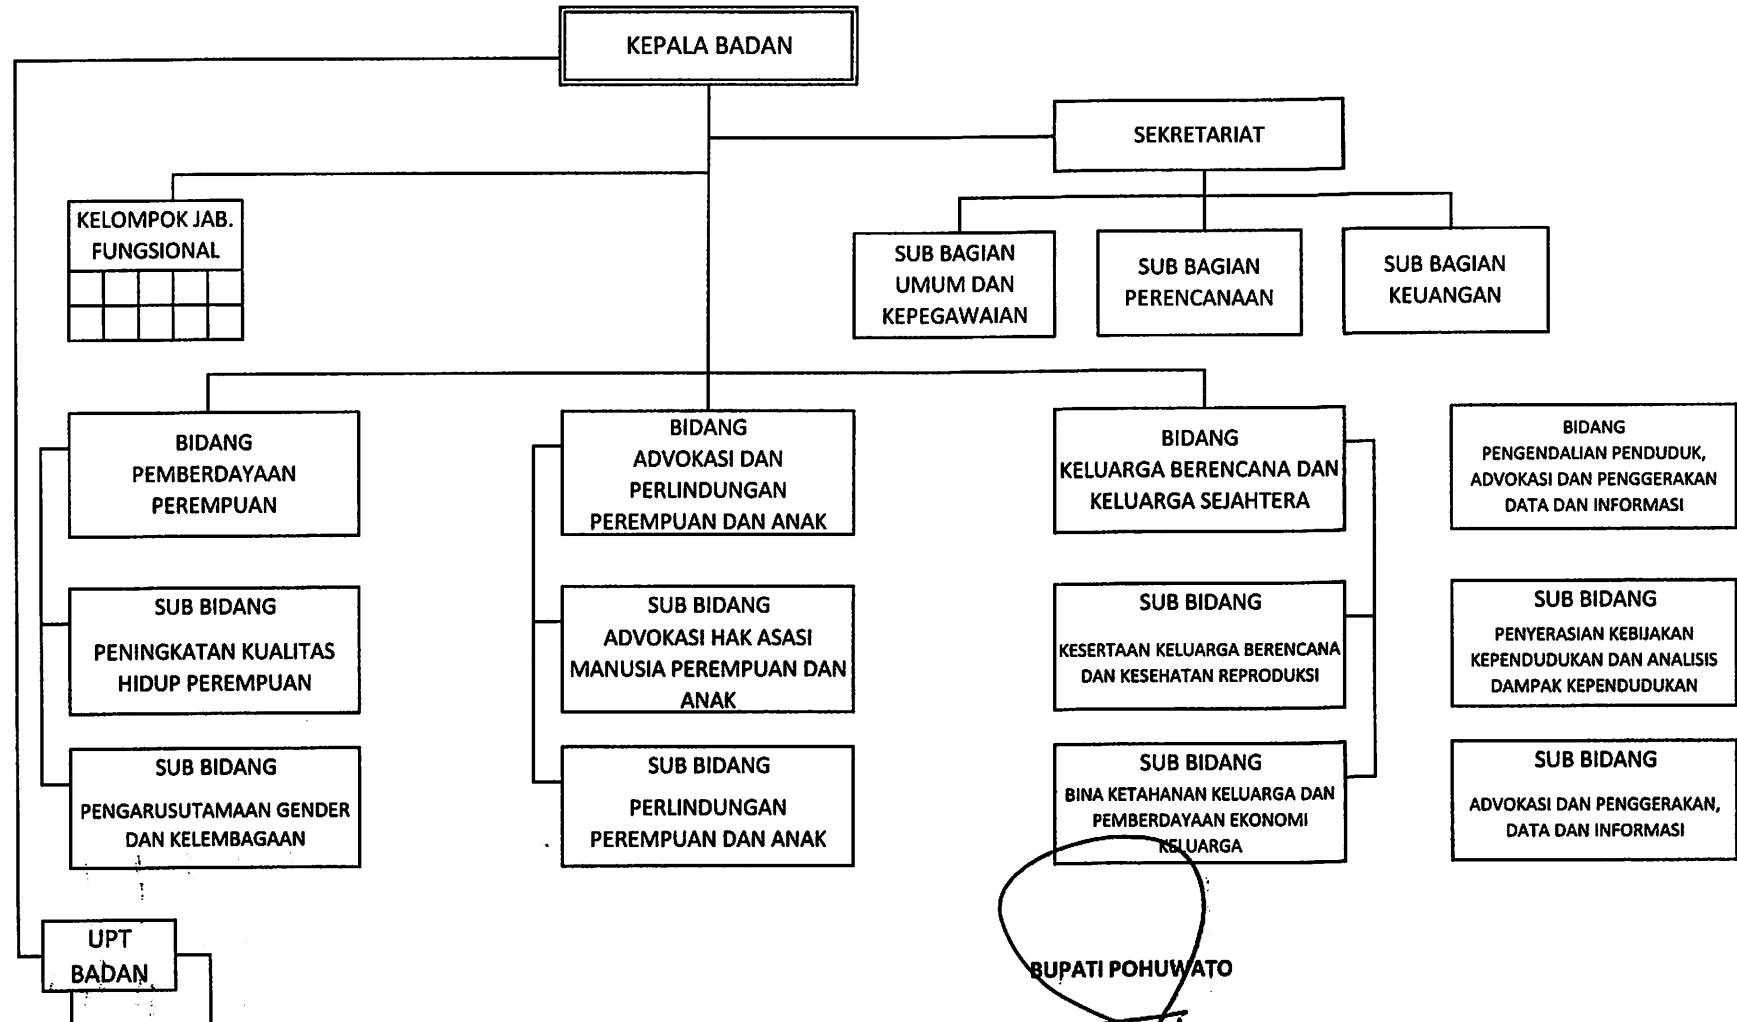 KEPALA BADAN
SEKRETARIAT
KELOMPOK JAB.
FUNGSIONAL
SUB BAGIAN
UMUM DAN
KEPEGAWAIAN
SUB BAGIAN
PERENCANAAN
SUB BAGIAN
KEUANGAN
BIDANG
PEMBERDAYAAN
PEREMPUAN
BIDANG
ADVOKASI DAN
PERLINDUNGAN
PEREMPUAN DAN ANAK
BIDANG
KELUARGA BERENCANA DAN
KELUARGA SEJAHTERA
BIDANG
PENGENDALIAN PENDUDUK,
ADVOKASI DAN PENGGERAKAN
DATA DAN INFORMASI
SUB BIDANG
PENINGKATAN KUALITAS
HIDUP PEREMPUAN
SUB BIDANG
ADVOKASI HAK ASASI
MANUSIA PEREMPUAN DAN
ANAK
SUB BIDANG
KESERTAAN KELUARGA BERENCANA
DAN KESEHATAN REPRODUKSI
SUB BIDANG
PENYERASIAN KEBIJAKAN
KEPENDUDUKAN DAN ANALISIS
DAMPAK KEPENDUDUKAN
SUB BIDANG
PENGARUSUTAMAAN GENDER
DAN KELEMBAGAAN
SUB BIDANG
PERLINDUNGAN
PEREMPUAN DAN ANAK
SUB BIDANG
BINA KETAHANAN KELUARGA DAN
PEMBERDAYAAN EKONOMI
KELUARGA
SUB BIDANG
ADVOKASI DAN PENGGERAKAN,
DATA DAN INFORMASI
UPT
BADAN
BUPATI POHUWATO